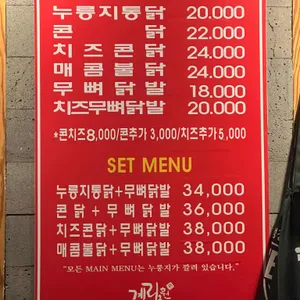 누룽지통닭 20.000
콘 닭 22.000
치즈콘닭 24.000
매콤불닭 24.000
무뼈닭발 18.000
치즈무뼈닭발 20.000
*콘치즈8,000/콘추가 3,000/치즈추가 5,000
SET MENU
누룽지통닭+무뼈닭발 34,000
콘닭+무뼈닭발 36,000
치즈콘닭+무뼈닭발 38,000
매콤불닭+무뼈닭발 38,000
"모든 MAIN MENU는 누룽지가 깔려 있습니다."
계림원